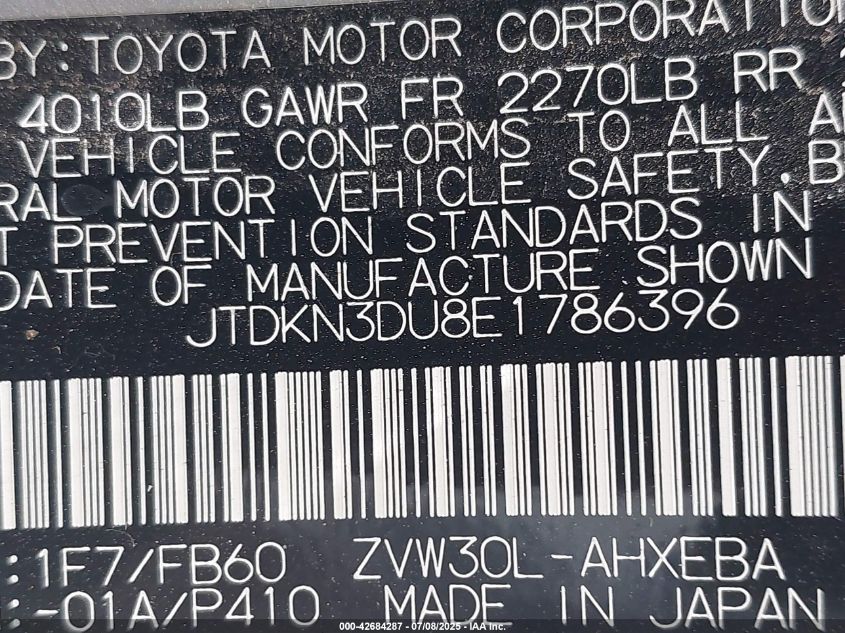 BY: TOYOTA MOTOR CORPORATION
4010LB GAWR FR 2270LB RR
VEHICLE CONFORMS TO ALL
RAL MOTOR VEHICLE SAFETY, B
T PREVENTION STANDARDS IN
DATE OF MANUFACTURE SHOWN
JTDKN3DU8E1786396
: 1F7/FB60 ZVW30L-AHXEBA
: -01A/P410 MADE IN JAPAN
000-42684287 - 07/08/2025 - IAA Inc.